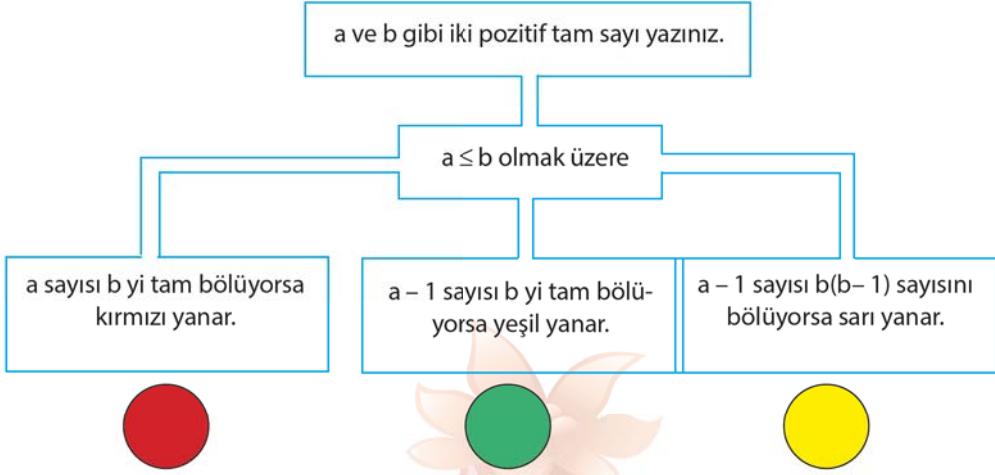 a ve b gibi iki pozitif tam sayı yazınız.
a ≤ b olmak üzere
a sayısı b yi tam bölüyorsa
kırmızı yanar.
a – 1 sayısı b yi tam bölü-
yorsa yeşil yanar.
a – 1 sayısı b(b– 1) sayısını
bölüyorsa sarı yanar.